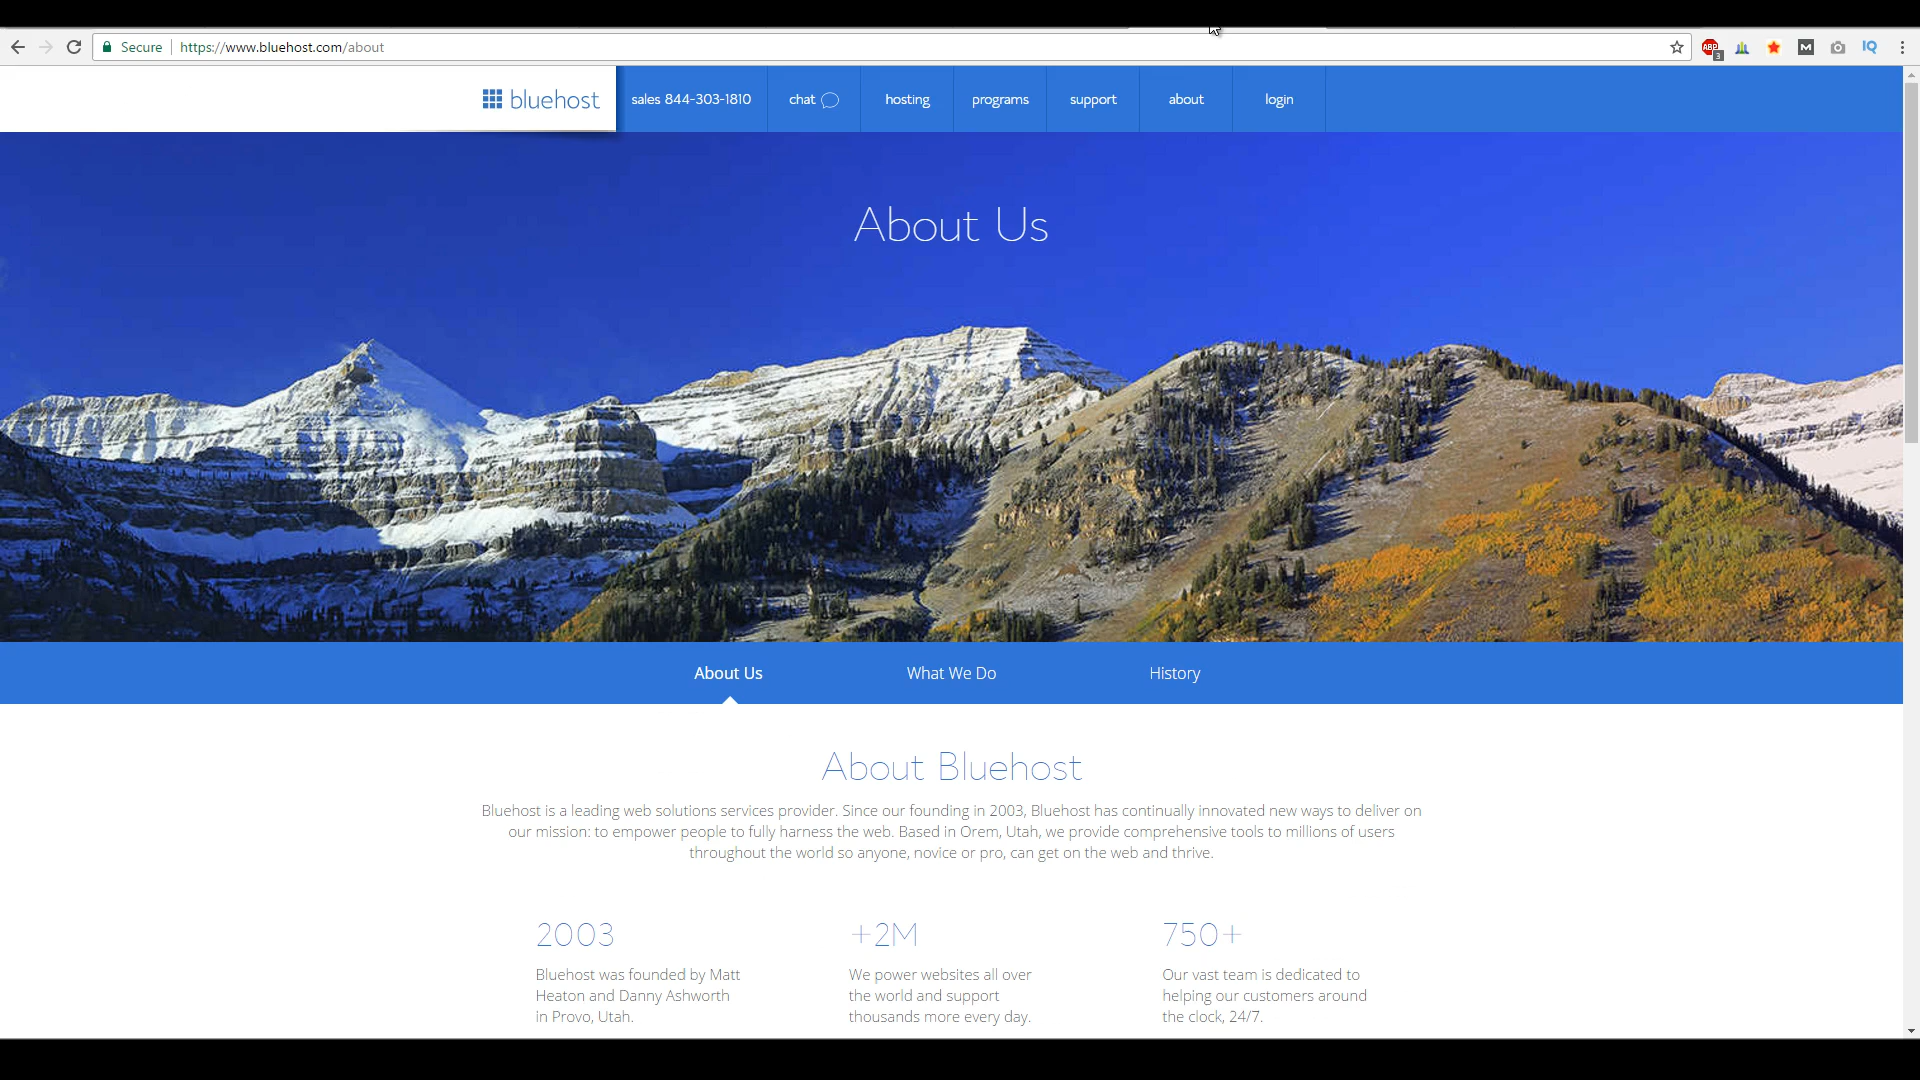 Secure https://www.bluehost.com/about
ABP 3 M IQ
bluehost sales 844-303-1810 chat hosting programs support about login
About Us
About Us What We Do History
About Bluehost
Bluehost is a leading web solutions services provider. Since our founding in 2003, Bluehost has continually innovated new ways to deliver on
our mission: to empower people to fully harness the web. Based in Orem, Utah, we provide comprehensive tools to millions of users
throughout the world so anyone, novice or pro, can get on the web and thrive.
2003
Bluehost was founded by Matt
Heaton and Danny Ashworth
in Provo, Utah.
+2M
We power websites all over
the world and support
thousands more every day.
750+
Our vast team is dedicated to
helping our customers around
the clock, 24/7.